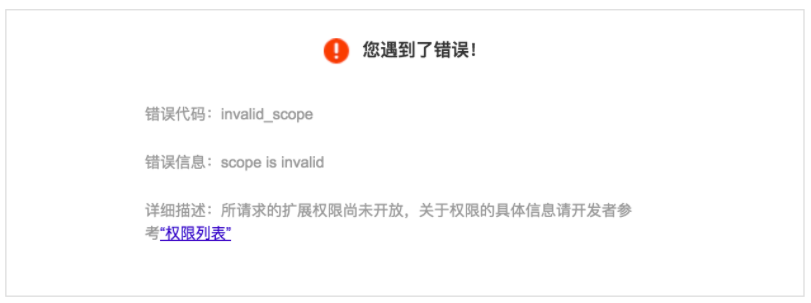 您遇到了错误！
错误代码：invalid_scope
错误信息：scope is invalid
详细描述：所请求的扩展权限尚未开放，关于权限的具体信息请开发者参
考“权限列表”